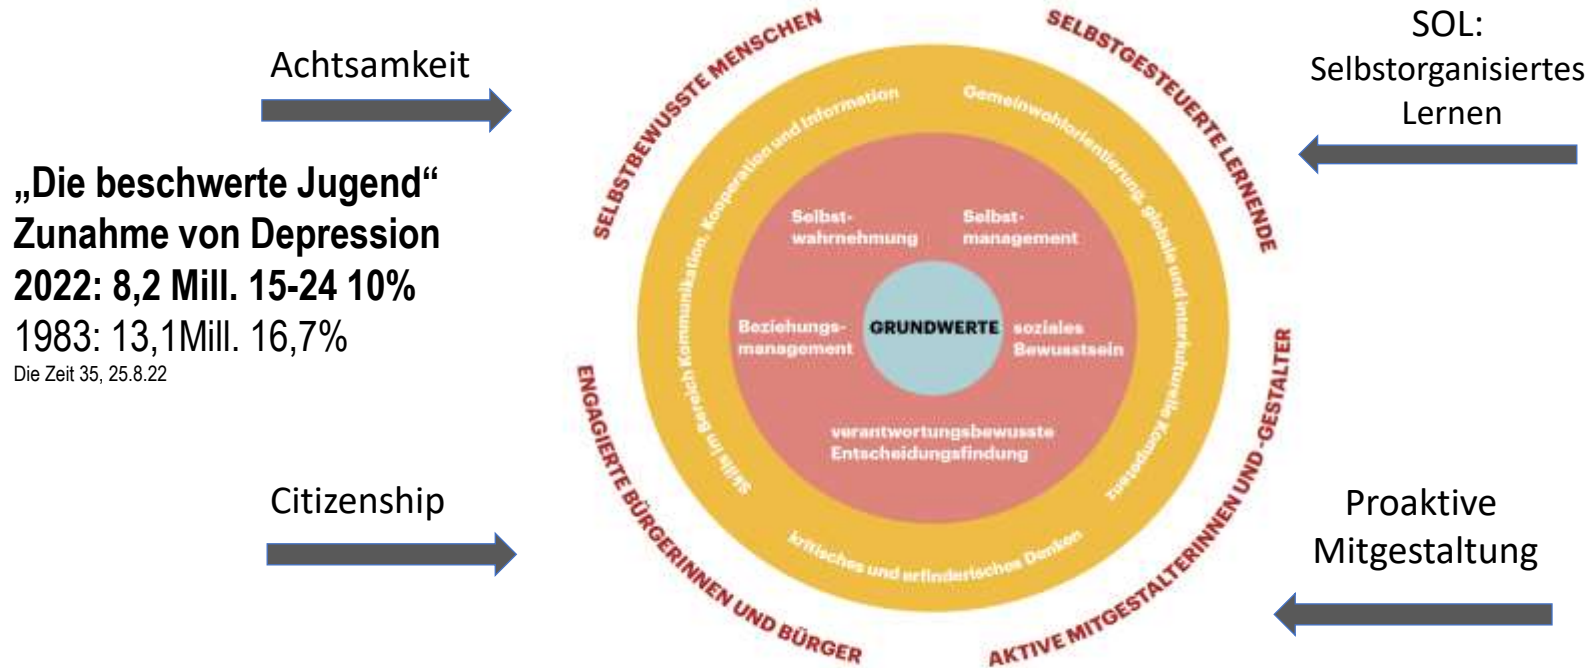 Achtsamkeit
„Die beschwerte Jugend“
Zunahme von Depression
2022: 8,2 Mill. 15-24 10%
1983: 13,1Mill. 16,7%
Die Zeit 35, 25.8.22
Citizenship
SELBSTBEWUSSTE MENSCHEN
SELBSTGESTEUERTE LERNENDE
Skills im Bereich Kommunikation, Kooperation und Information
Gemeinwohlorientierung, globale und interkulturelle Kompetenz
Selbst-
wahrnehmung
Selbst-
management
Beziehungs-
management
GRUNDWERTE
soziales
Bewusstsein
verantwortungsbewusste
Entscheidungsfindung
kritisches und erfinderisches Denken
ENGAGIERTE BÜRGERINNEN UND BÜRGER
AKTIVE MITGESTALTERINNEN UND -GESTALTER
SOL:
Selbstorganisiertes
Lernen
Proaktive
Mitgestaltung